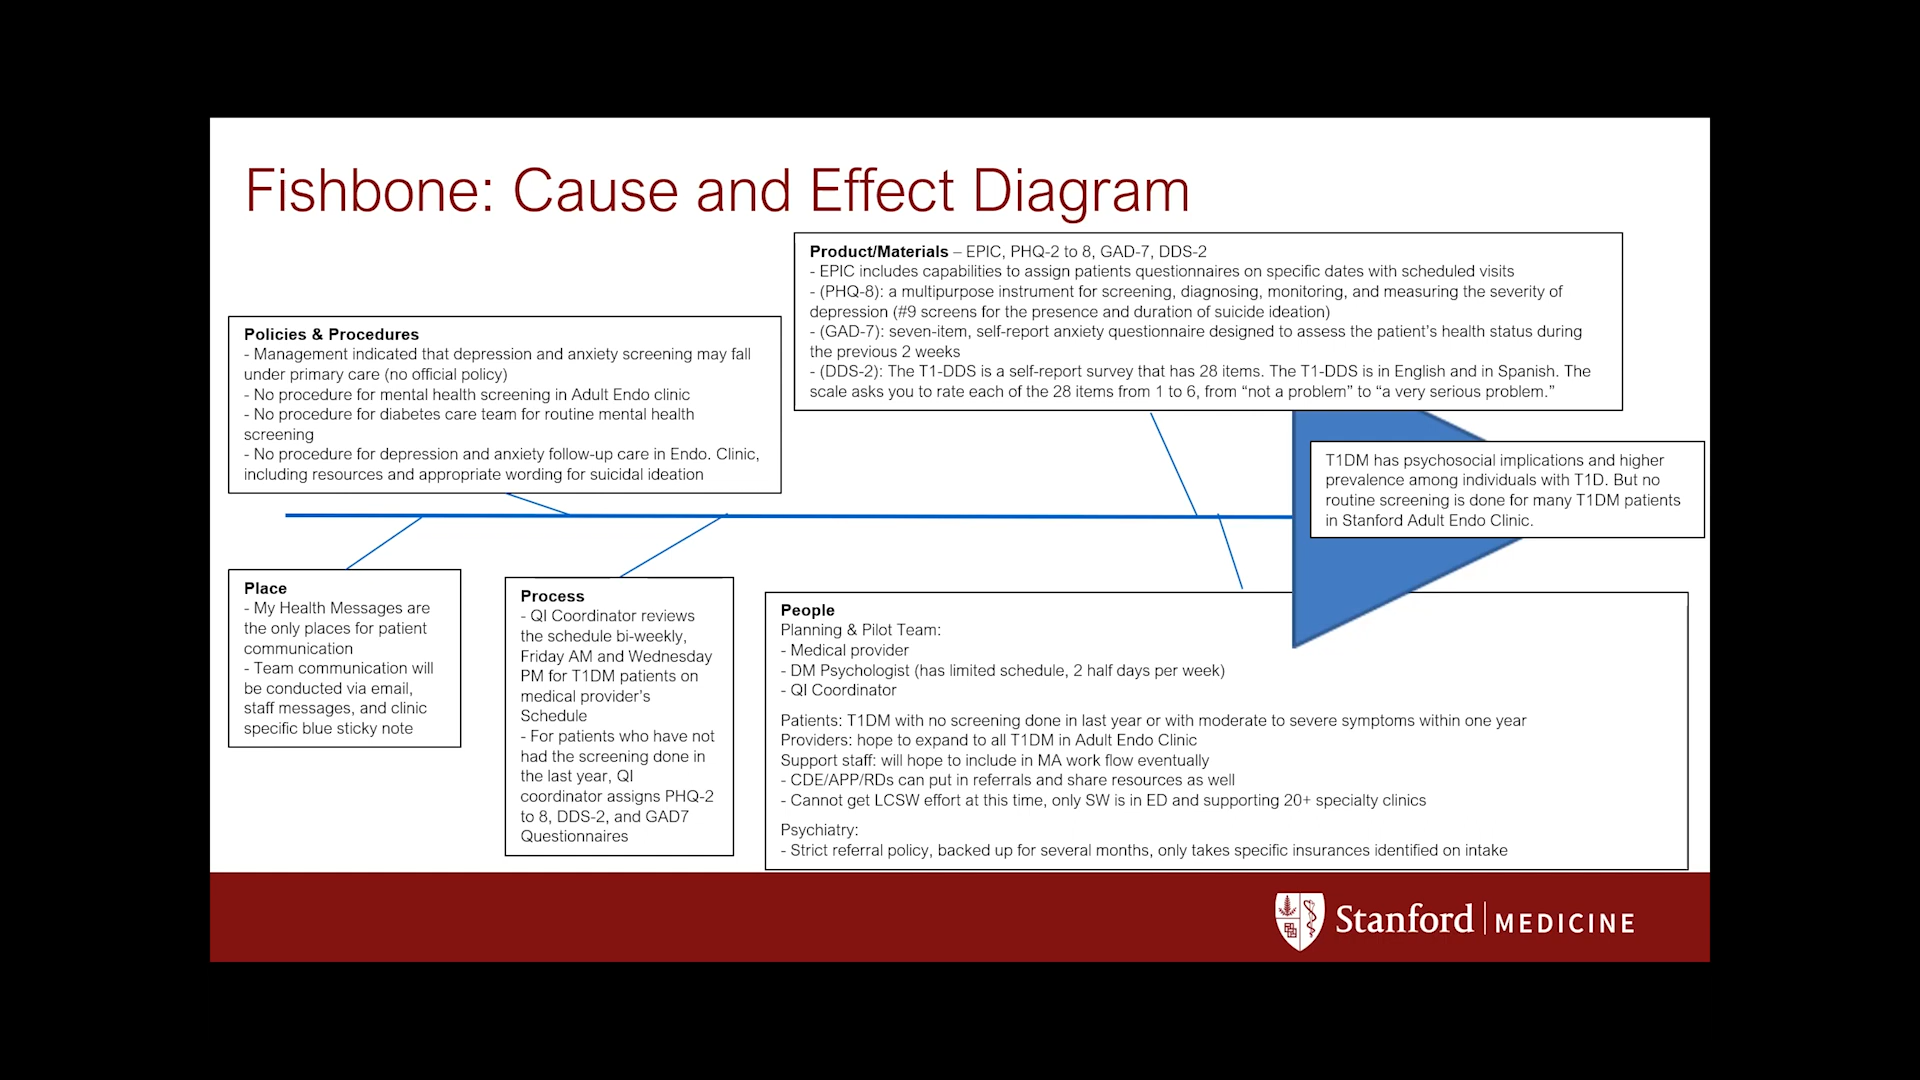 Fishbone: Cause and Effect Diagram
Product/Materials – EPIC, PHQ-2 to 8, GAD-7, DDS-2
- EPIC includes capabilities to assign patients questionnaires on specific dates with scheduled visits
- (PHQ-8): a multipurpose instrument for screening, diagnosing, monitoring, and measuring the severity of
depression (#9 screens for the presence and duration of suicide ideation)
- (GAD-7): seven-item, self-report anxiety questionnaire designed to assess the patient's health status during
the previous 2 weeks
- (DDS-2): The T1-DDS is a self-report survey that has 28 items. The T1-DDS is in English and in Spanish. The
scale asks you to rate each of the 28 items from 1 to 6, from “not a problem” to “a very serious problem.”
Policies & Procedures
- Management indicated that depression and anxiety screening may fall
under primary care (no official policy)
- No procedure for mental health screening in Adult Endo clinic
- No procedure for diabetes care team for routine mental health
screening
- No procedure for depression and anxiety follow-up care in Endo. Clinic,
including resources and appropriate wording for suicidal ideation
T1DM has psychosocial implications and higher
prevalence among individuals with T1D. But no
routine screening is done for many T1DM patients
in Stanford Adult Endo Clinic.
Place
- My Health Messages are
the only places for patient
communication
- Team communication will
be conducted via email,
staff messages, and clinic
specific blue sticky note
Process
- QI Coordinator reviews
the schedule bi-weekly,
Friday AM and Wednesday
PM for T1DM patients on
medical provider's
Schedule
- For patients who have not
had the screening done in
the last year, QI
coordinator assigns PHQ-2
to 8, DDS-2, and GAD7
Questionnaires
People
Planning & Pilot Team:
- Medical provider
- DM Psychologist (has limited schedule, 2 half days per week)
- QI Coordinator
Patients: T1DM with no screening done in last year or with moderate to severe symptoms within one year
Providers: hope to expand to all T1DM in Adult Endo Clinic
Support staff: will hope to include in MA work flow eventually
- CDE/APP/RDs can put in referrals and share resources as well
- Cannot get LCSW effort at this time, only SW is in ED and supporting 20+ specialty clinics
Psychiatry:
- Strict referral policy, backed up for several months, only takes specific insurances identified on intake
Stanford MEDICINE